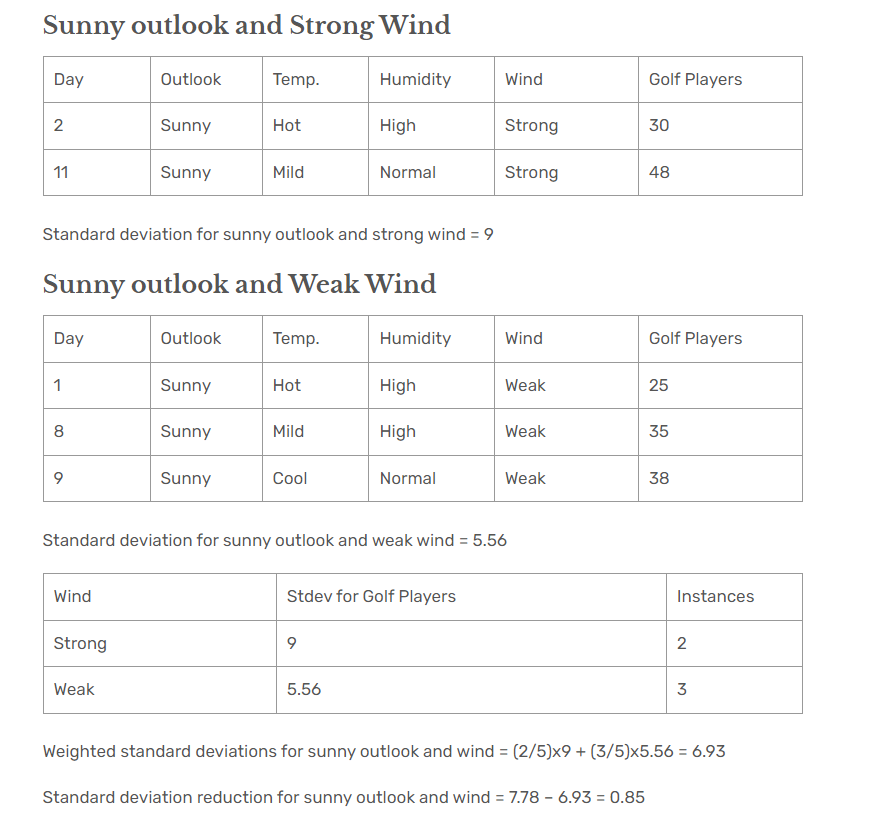 Sunny outlook and Strong Wind
Day Outlook Temp. Humidity Wind Golf Players
2 Sunny Hot High Strong 30
11 Sunny Mild Normal Strong 48
Standard deviation for sunny outlook and strong wind = 9
Sunny outlook and Weak Wind
Day Outlook Temp. Humidity Wind Golf Players
1 Sunny Hot High Weak 25
8 Sunny Mild High Weak 35
9 Sunny Cool Normal Weak 38
Standard deviation for sunny outlook and weak wind = 5.56
Wind Stdev for Golf Players Instances
Strong 9 2
Weak 5.56 3
Weighted standard deviations for sunny outlook and wind = (2/5)x9 + (3/5)x5.56 = 6.93
Standard deviation reduction for sunny outlook and wind = 7.78 – 6.93 = 0.85